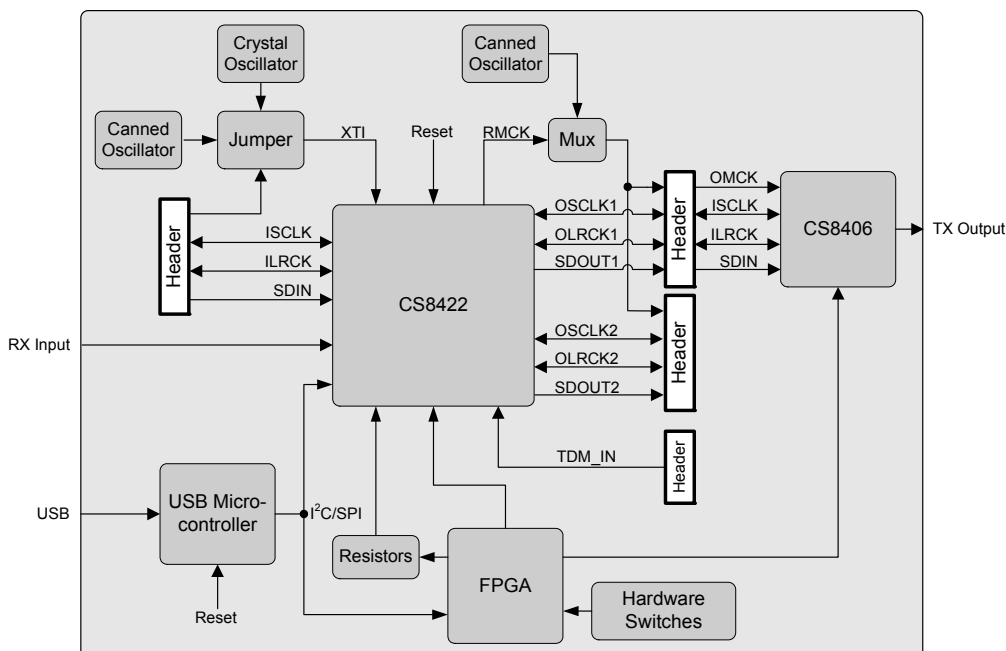 Crystal
Oscillator
Canned
Oscillator
Canned
Oscillator
Jumper
XTI
Reset
RMCK
Mux
Header
ISCLK
ILRCK
SDIN
CS8422
OSCLK1
OLRCK1
SDOUT1
Header
OMCK
ISCLK
ILRCK
SDIN
CS8406
TX Output
RX Input
OSCLK2
OLRCK2
SDOUT2
Header
TDM_IN
Header
USB
USB Micro-
controller
I²C/SPI
Reset
Resistors
FPGA
Hardware
Switches